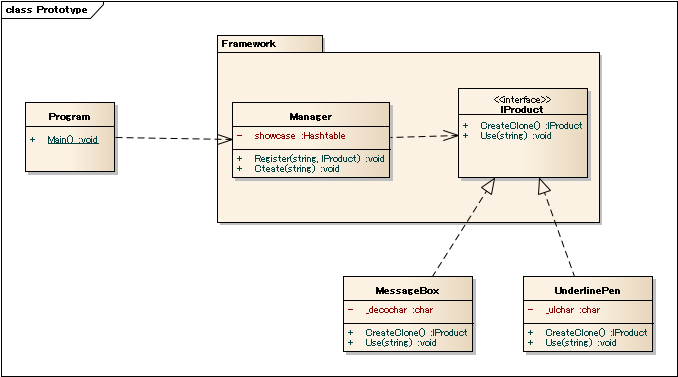 class Prototype
Framework
Program
+ Main() :void
Manager
- showcase :Hashtable
+ Register(string, IProduct) :void
+ Cteate(string) :void
<<interface>>
IProduct
+ CreateClone() :IProduct
+ Use(string) :void
MessageBox
- _decochar :char
+ CreateClone() :IProduct
+ Use(string) :void
UnderlinePen
- _ulchar :char
+ CreateClone() :IProduct
+ Use(string) :void